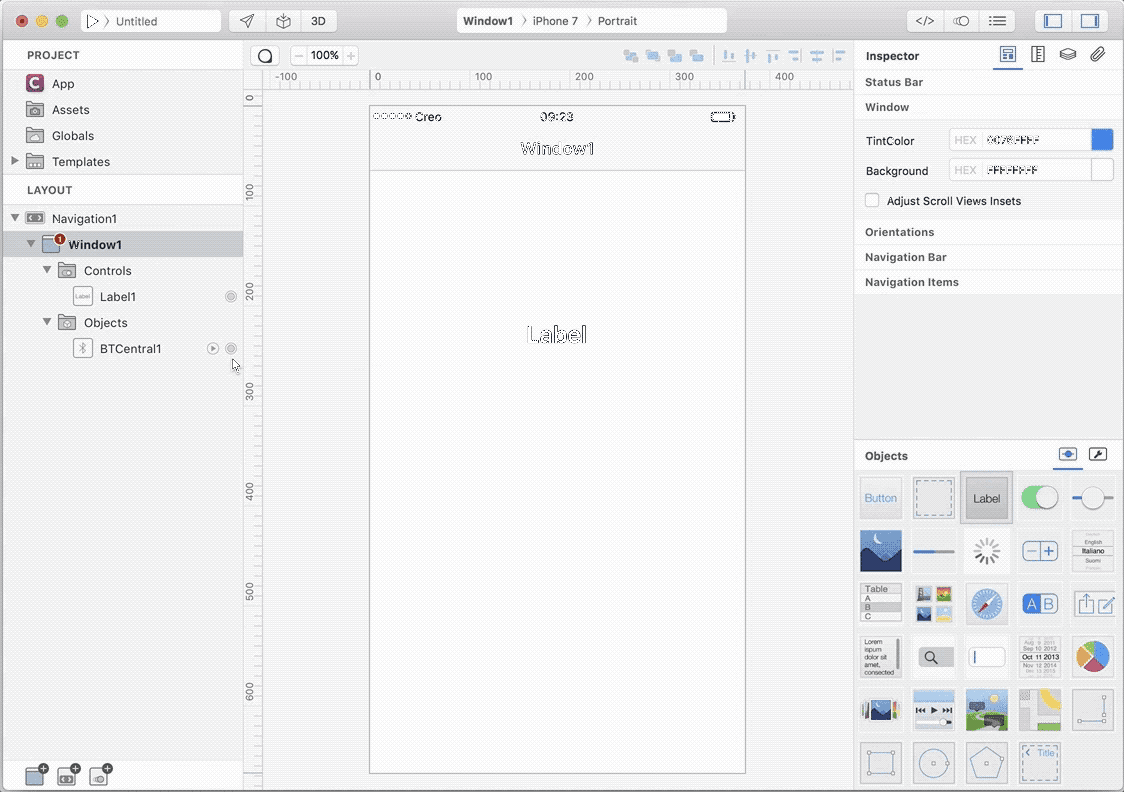 Untitled
3D
Window1 iPhone 7 Portrait
</>
PROJECT
App
Assets
Globals
Templates
LAYOUT
Navigation1
1
Window1
Controls
Label
Label1
Objects
BTCentral1
100%
-100 0 100 200 300 400
0
100
200
300
400
500
600
Creo 09:23
Window1
Label
Inspector
Status Bar
Window
TintColor HEX
Background HEX FFFFFFFF
Adjust Scroll Views Insets
Orientations
Navigation Bar
Navigation Items
Objects
Button
Label
English
Italiano
Suomi
Table
A
B
C
A B
Lorem
ispum
dolor sit
amet,
consected
Sep 10 2012
Oct 11 2013
Nov 12 2014
Title